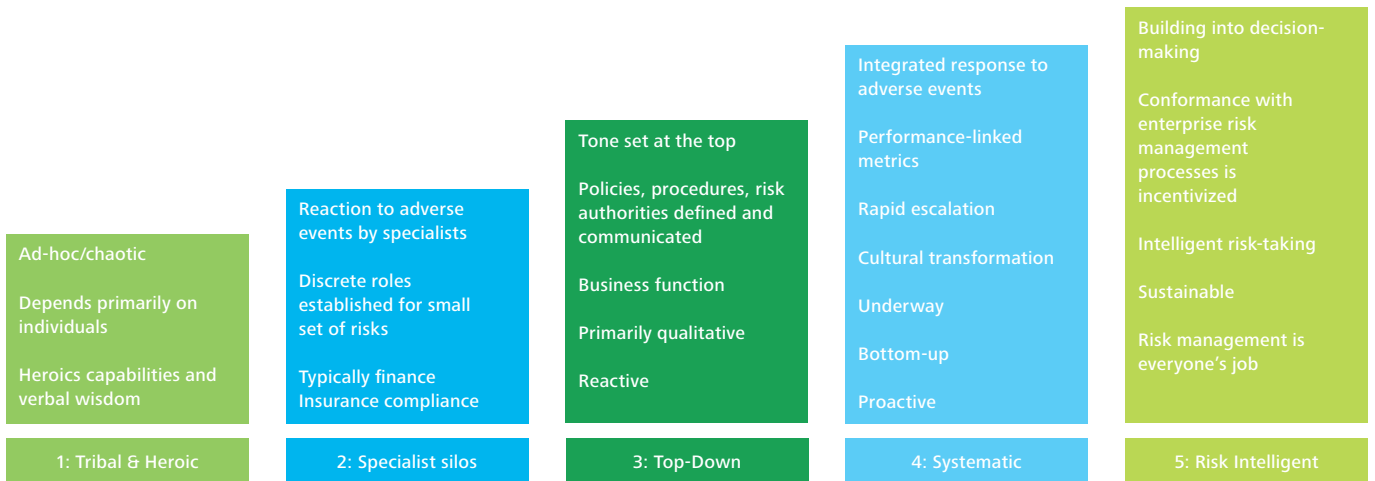 Ad-hoc/chaotic
Depends primarily on
individuals
Heroics capabilities and
verbal wisdom
1: Tribal & Heroic
Reaction to adverse
events by specialists
Discrete roles
established for small
set of risks
Typically finance
Insurance compliance
2: Specialist silos
Tone set at the top
Policies, procedures, risk
authorities defined and
communicated
Business function
Primarily qualitative
Reactive
3: Top-Down
Integrated response to
adverse events
Performance-linked
metrics
Rapid escalation
Cultural transformation
Underway
Bottom-up
Proactive
4: Systematic
Building into decision-
making
Conformance with
enterprise risk
management
processes is
incentivized
Intelligent risk-taking
Sustainable
Risk management is
everyone’s job
5: Risk Intelligent